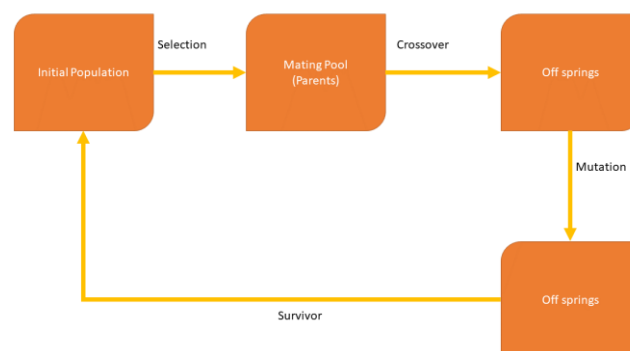 Selection
Crossover
Initial Population
Mating Pool
(Parents)
Off springs
Mutation
Off springs
Survivor